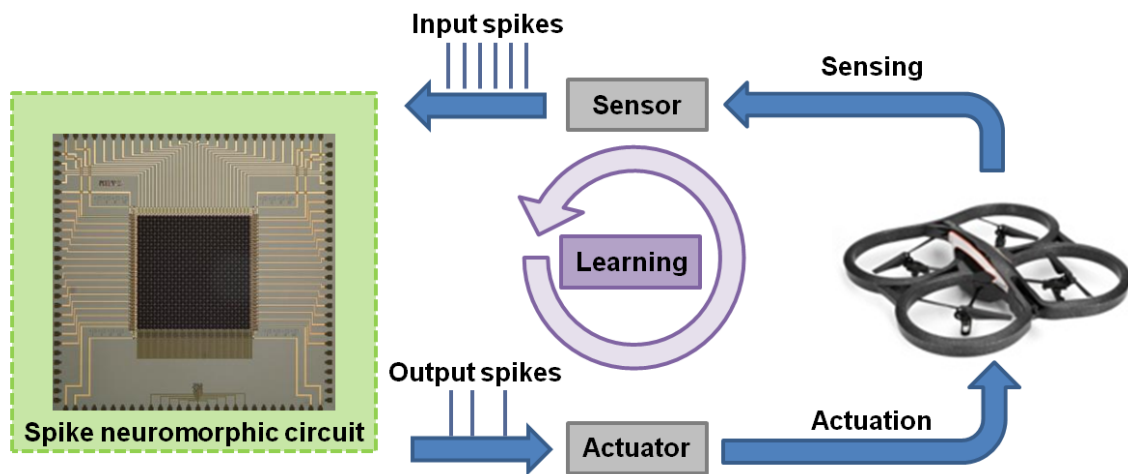 Input spikes
Sensing
Sensor
Learning
Output spikes
Actuation
Spike neuromorphic circuit
Actuator